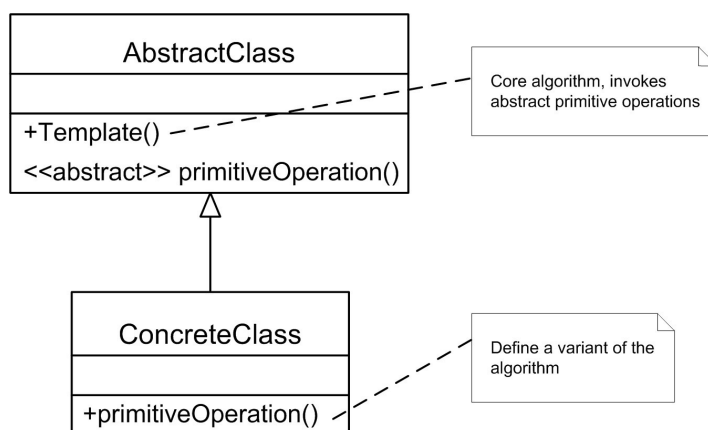 AbstractClass
+Template()
<<abstract>> primitiveOperation()
Core algorithm, invokes
abstract primitive operations
ConcreteClass
+primitiveOperation()
Define a variant of the
algorithm